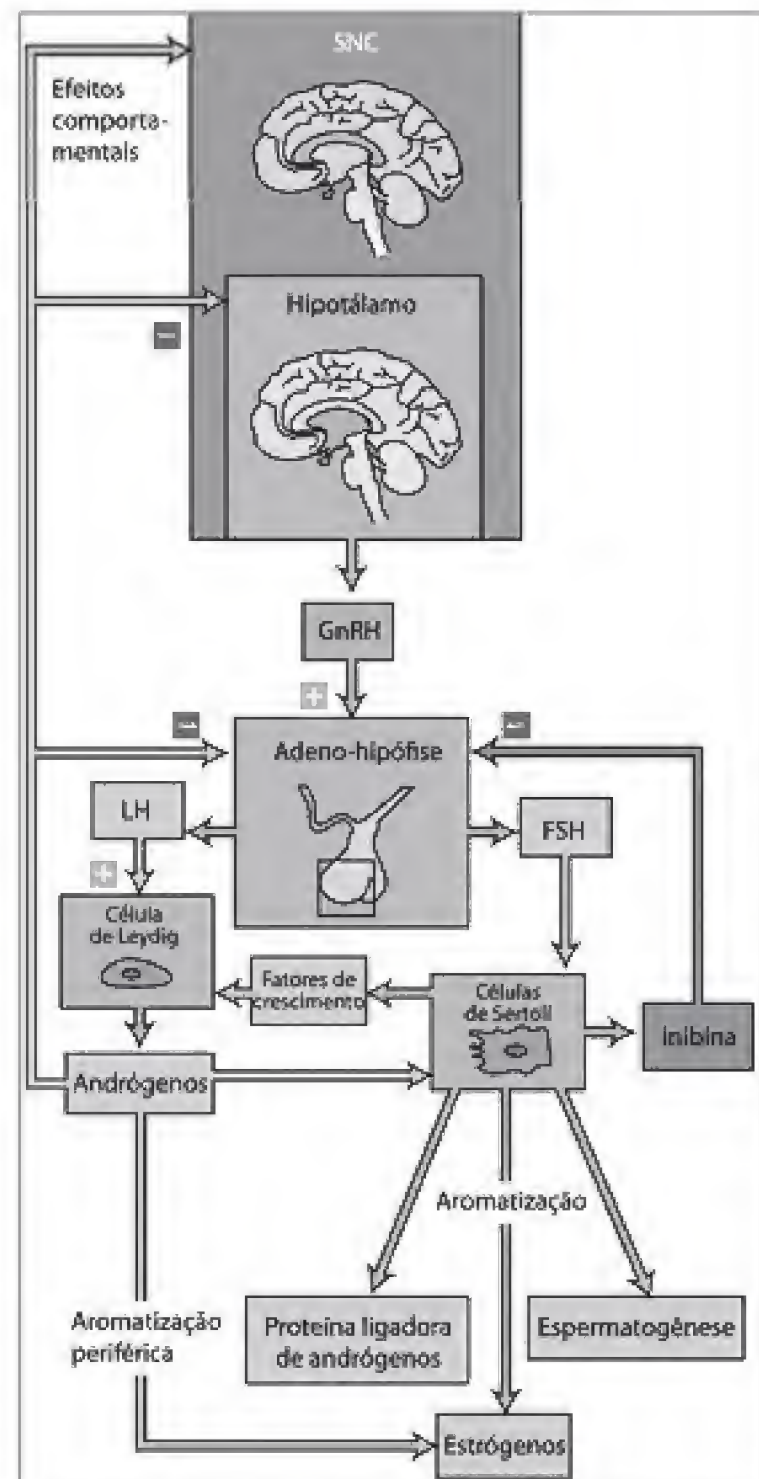 SNC
Efeitos
comporta-
mentais
Hipotálamo
−
GnRH
+
−
−
Adeno-hipófise
LH
FSH
+
Célula
de Leydig
Fatores de
crescimento
Células
de Sertoli
inibina
Andrógenos
Aromatização
Aromatização
periférica
Proteína ligadora
de andrógenos
Espermatogênese
Estrógenos